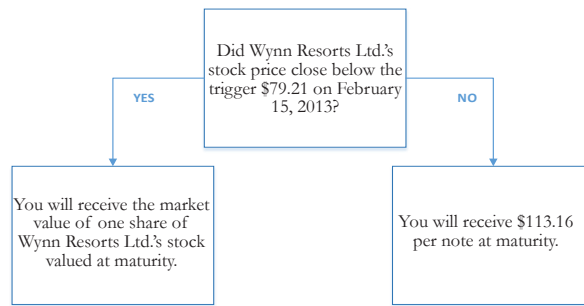 Did Wynn Resorts Ltd.'s
stock price close below the
trigger $79.21 on February
15, 2013?
YES
NO
You will receive the market
value of one share of
Wynn Resorts Ltd.'s stock
valued at maturity.
You will receive $113.16
per note at maturity.